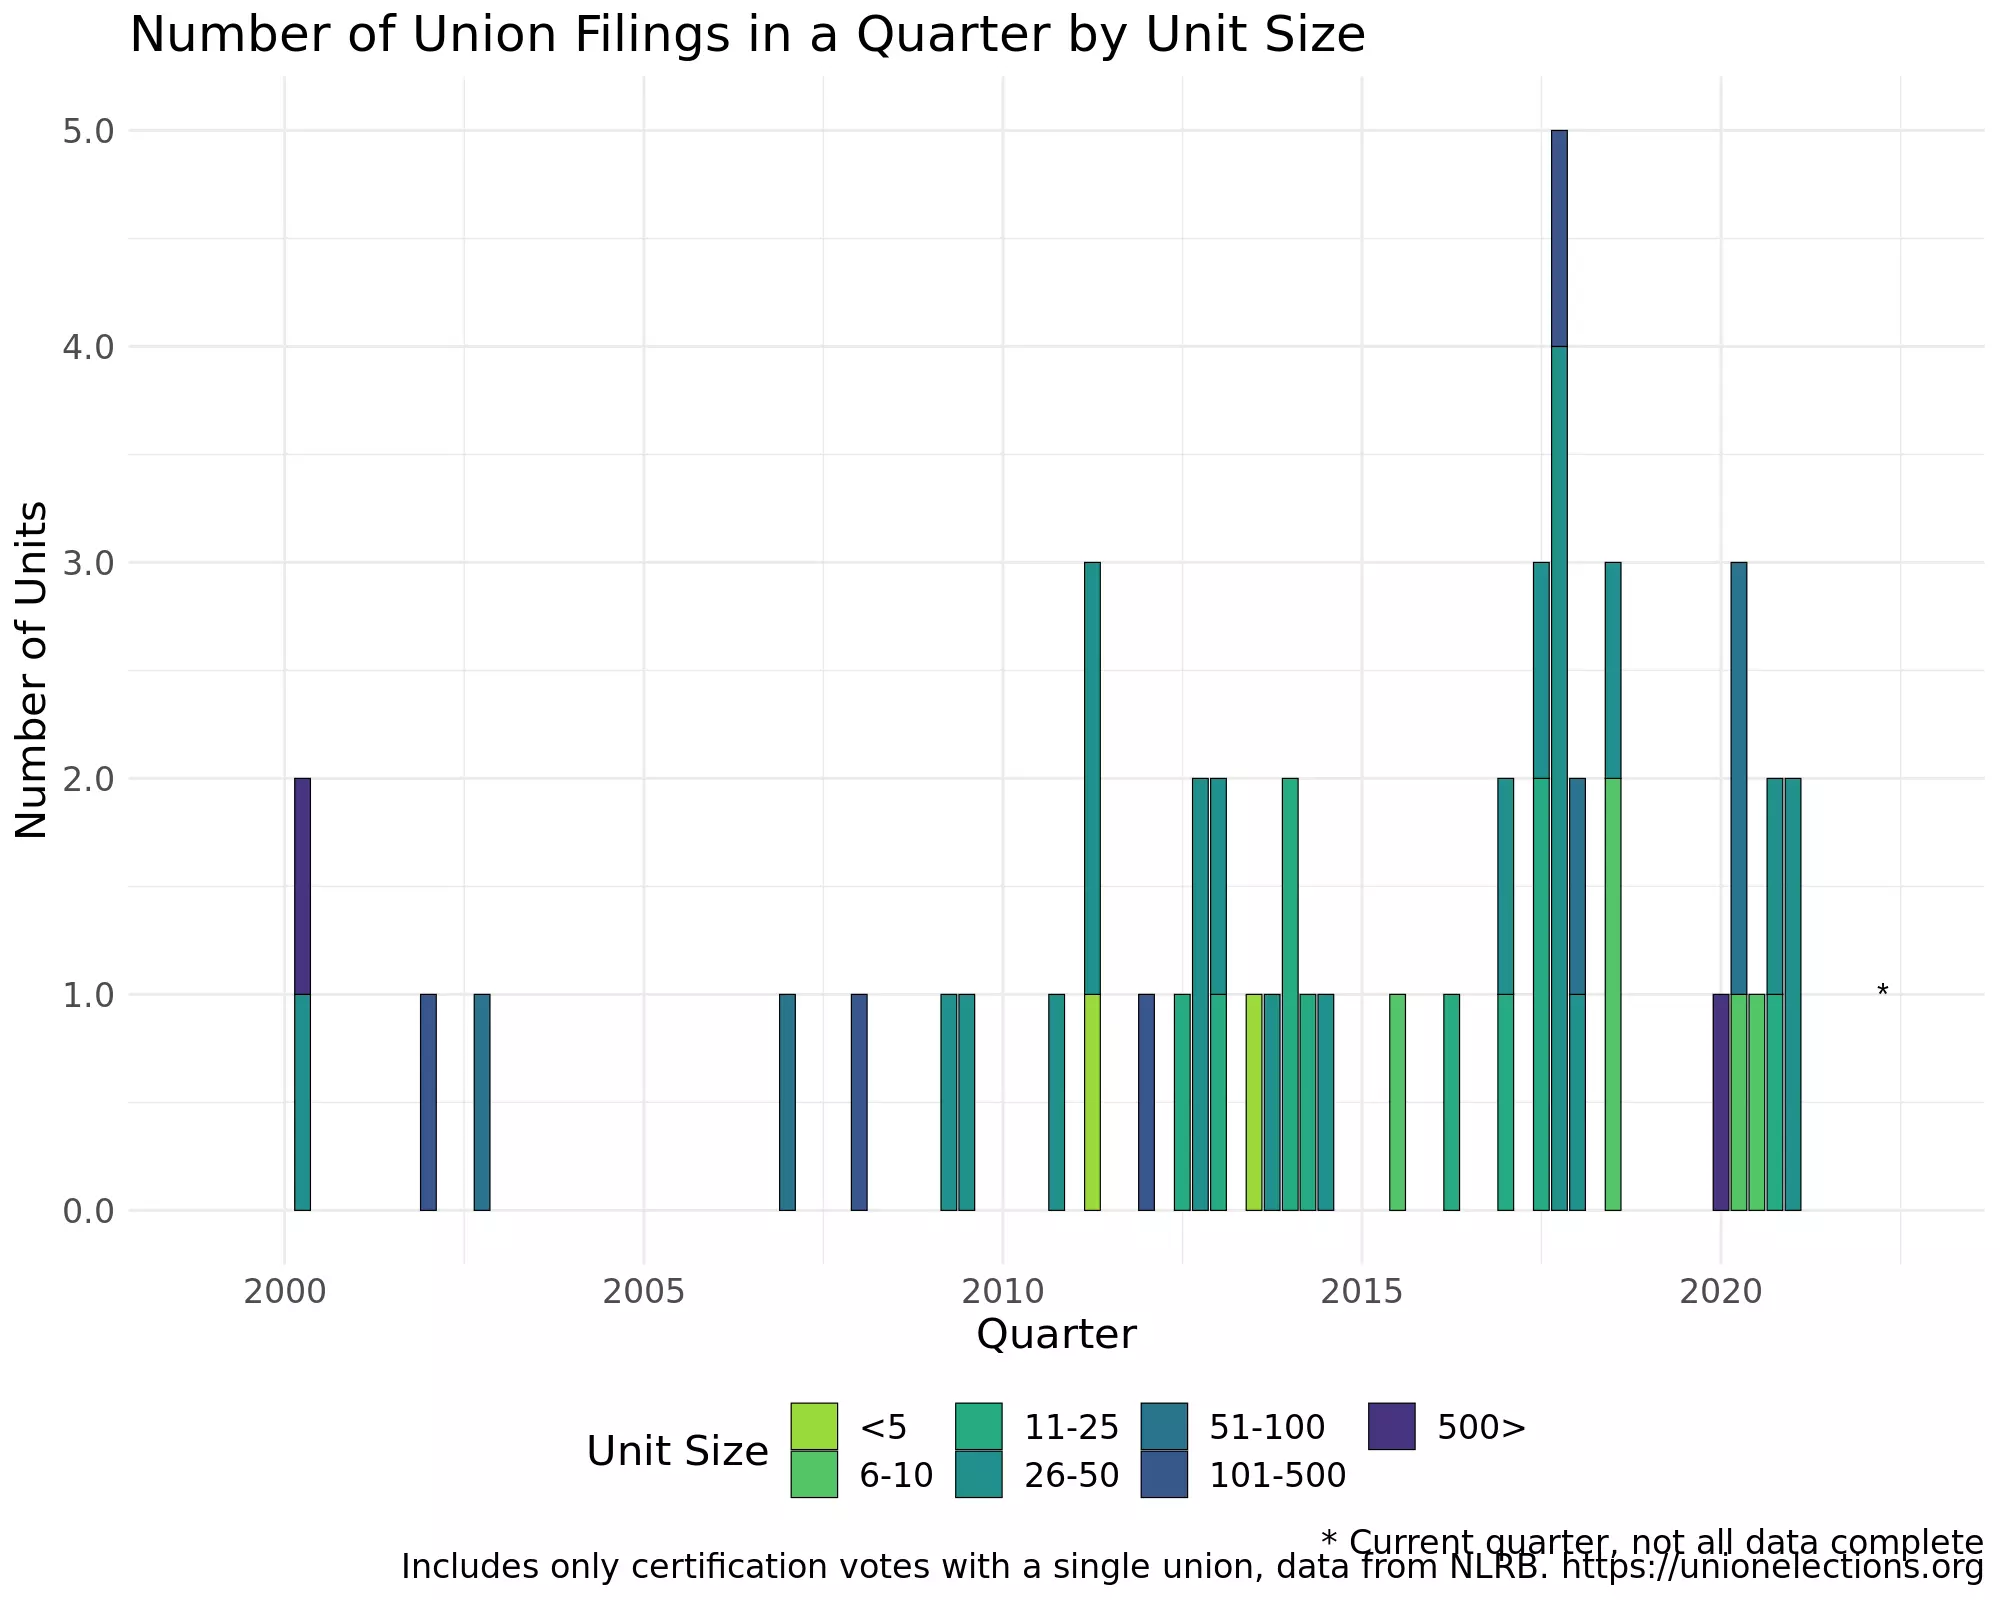 Number of Union Filings in a Quarter by Unit Size
Number of Units
5.0
4.0
3.0
2.0
1.0
0.0
*
2000 2005 2010 2015 2020
Quarter
Unit Size
<5 11-25 51-100 500>
6-10 26-50 101-500
* Current quarter, not all data complete
Includes only certification votes with a single union, data from NLRB. https://unionelections.org